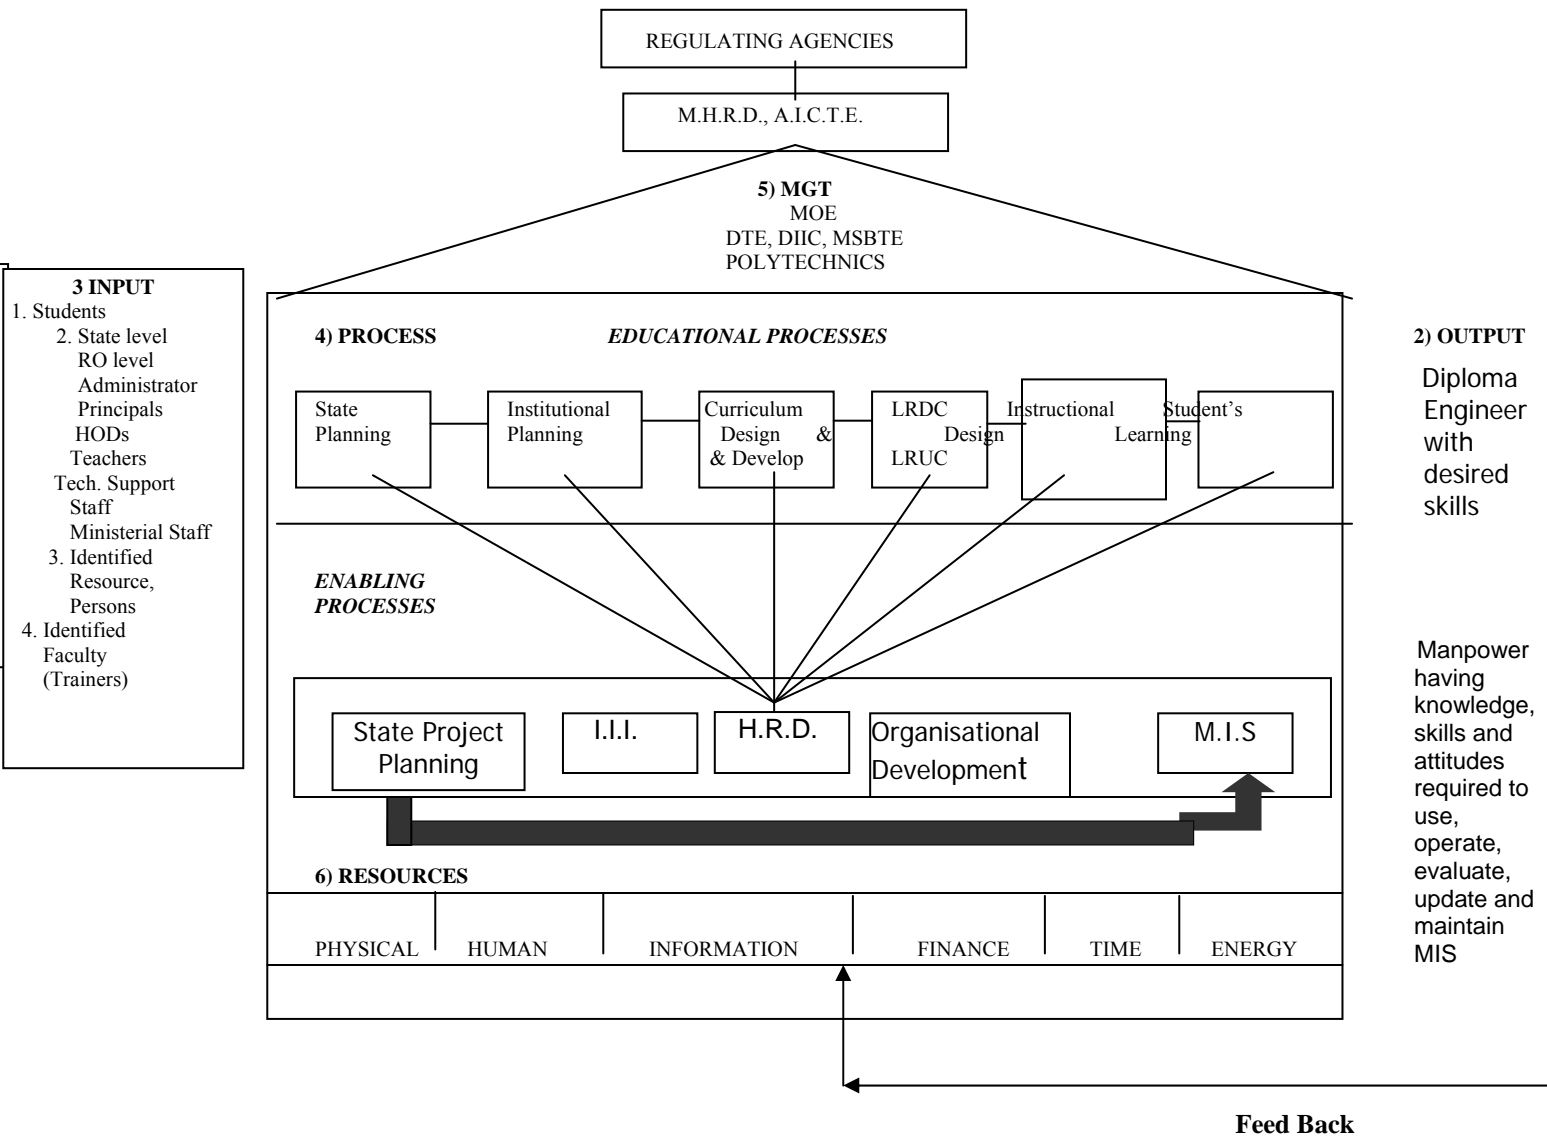 REGULATING AGENCIES
M.H.R.D., A.I.C.T.E.
5) MGT
MOE
DTE, DIIC, MSBTE
POLYTECHNICS
3 INPUT
1. Students
2. State level
RO level
Administrator
Principals
HODs
Teachers
Tech. Support
Staff
Ministerial Staff
3. Identified
Resource,
Persons
4. Identified
Faculty
(Trainers)
4) PROCESS
EDUCATIONAL PROCESSES
State
Planning
Institutional
Planning
Curriculum
Design &
& Develop
LRDC
LRUC
Instructional
Design
Student's
Learning
ENABLING
PROCESSES
State Project
Planning
I.I.I.
H.R.D.
Organisational
Development
M.I.S
6) RESOURCES
PHYSICAL
HUMAN
INFORMATION
FINANCE
TIME
ENERGY
2) OUTPUT
Diploma
Engineer
with
desired
skills
Manpower
having
knowledge,
skills and
attitudes
required to
use,
operate,
evaluate,
update and
maintain
MIS
Feed Back